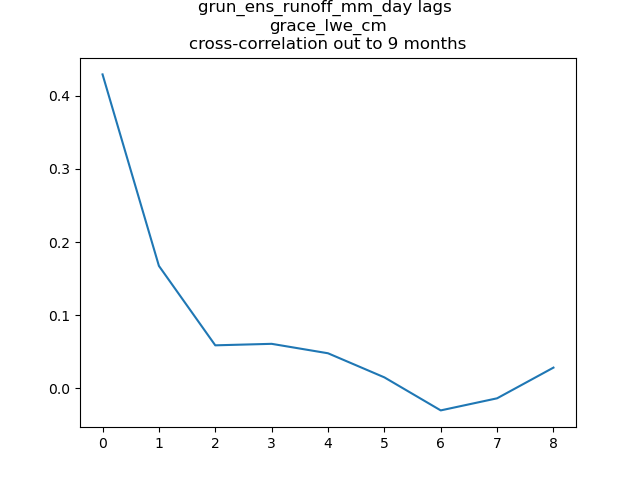 grun_ens_runoff_mm_day lags
grace_lwe_cm
cross-correlation out to 9 months
0.4
0.3
0.2
0.1
0.0
0 1 2 3 4 5 6 7 8